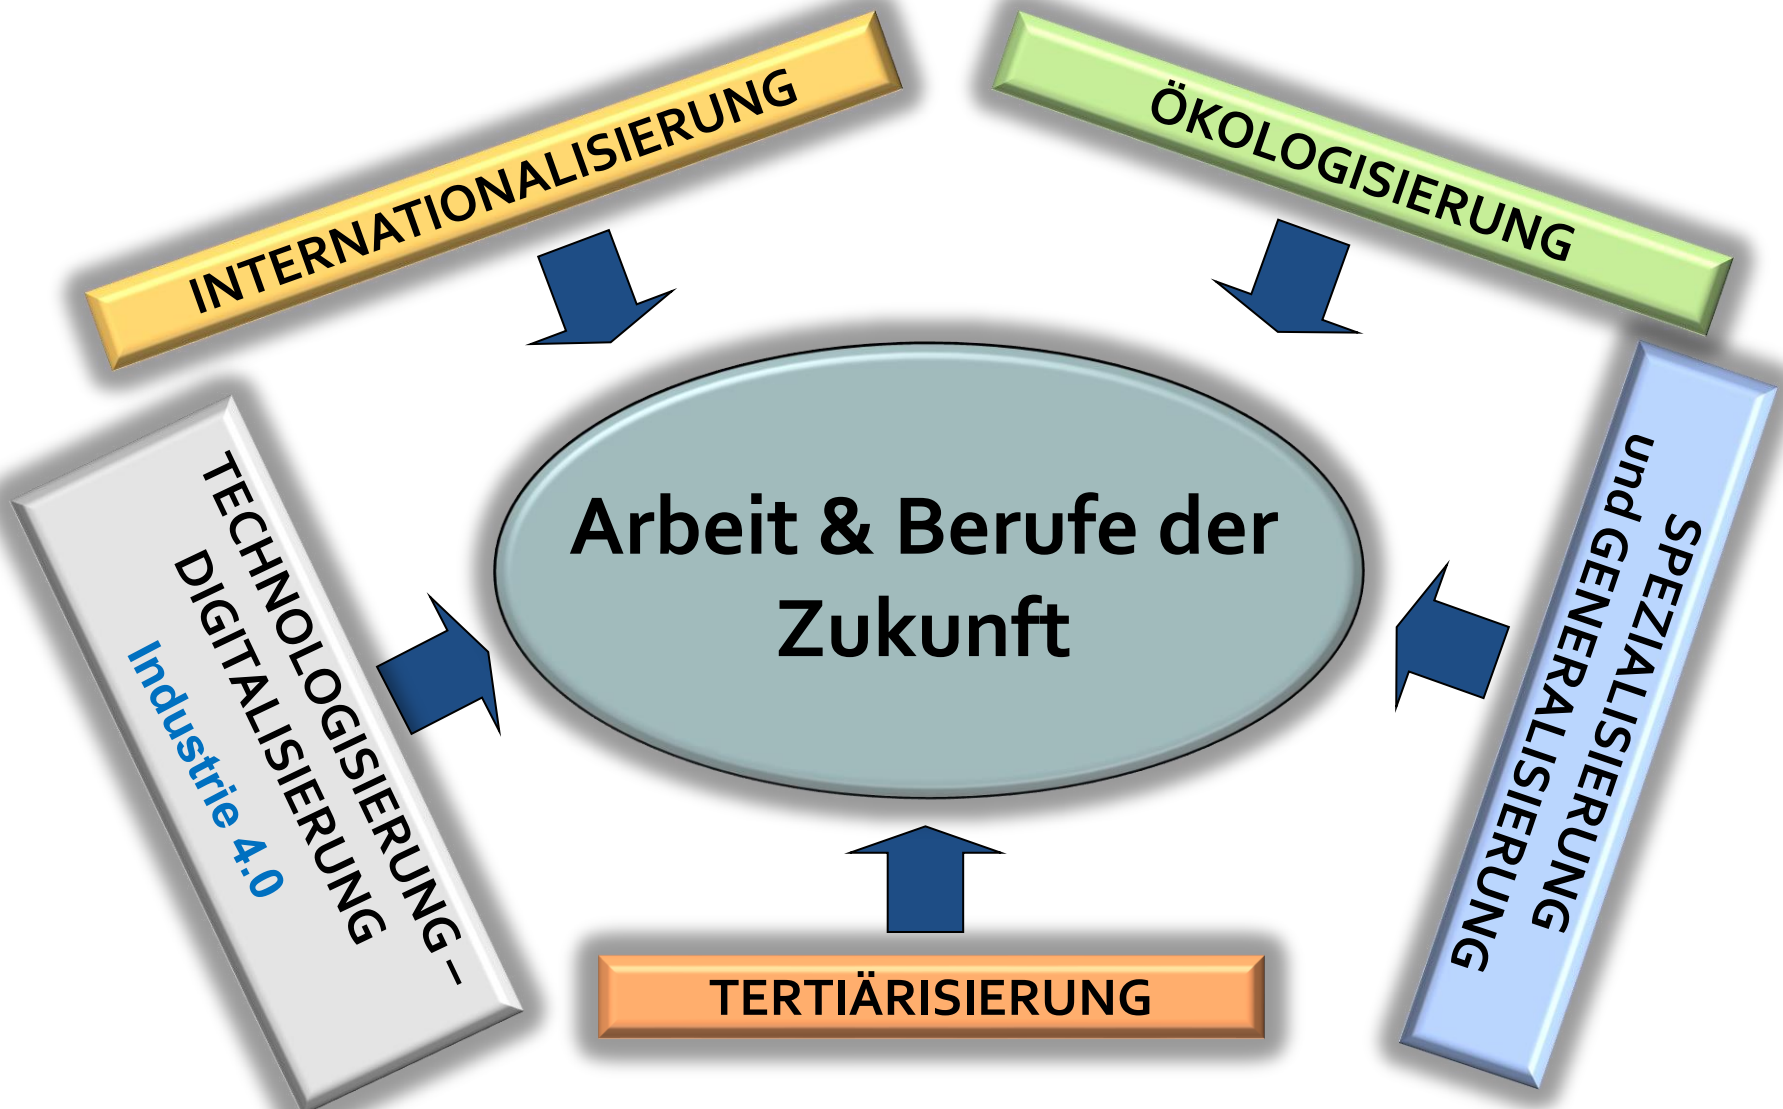 INTERNATIONALISIERUNG
ÖKOLOGISIERUNG
TECHNOLOGISIERUNG –
DIGITALISIERUNG
Industrie 4.0
Arbeit & Berufe der
Zukunft
SPEZIALISIERUNG
und GENERALISIERUNG
TERTIÄRISIERUNG